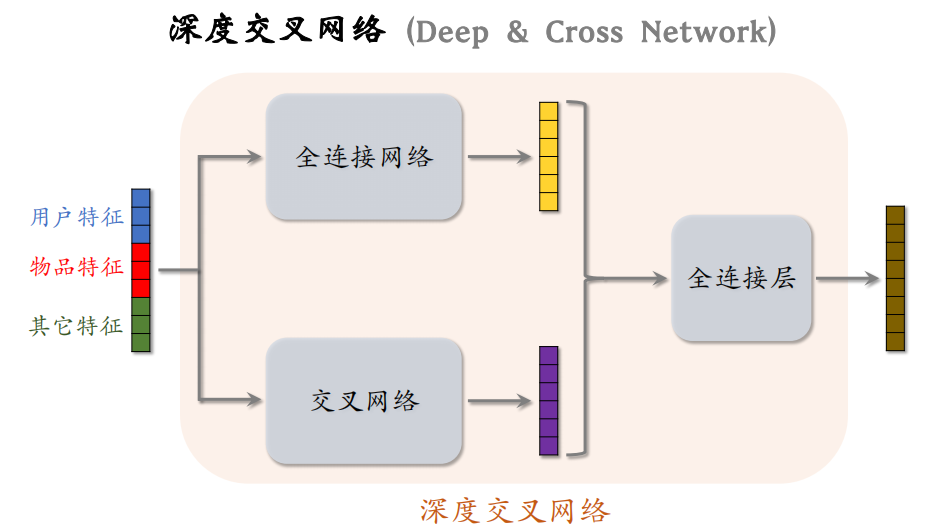 深度交叉网络 (Deep & Cross Network)
全连接网络
用户特征
物品特征
其它特征
全连接层
交叉网络
深度交叉网络